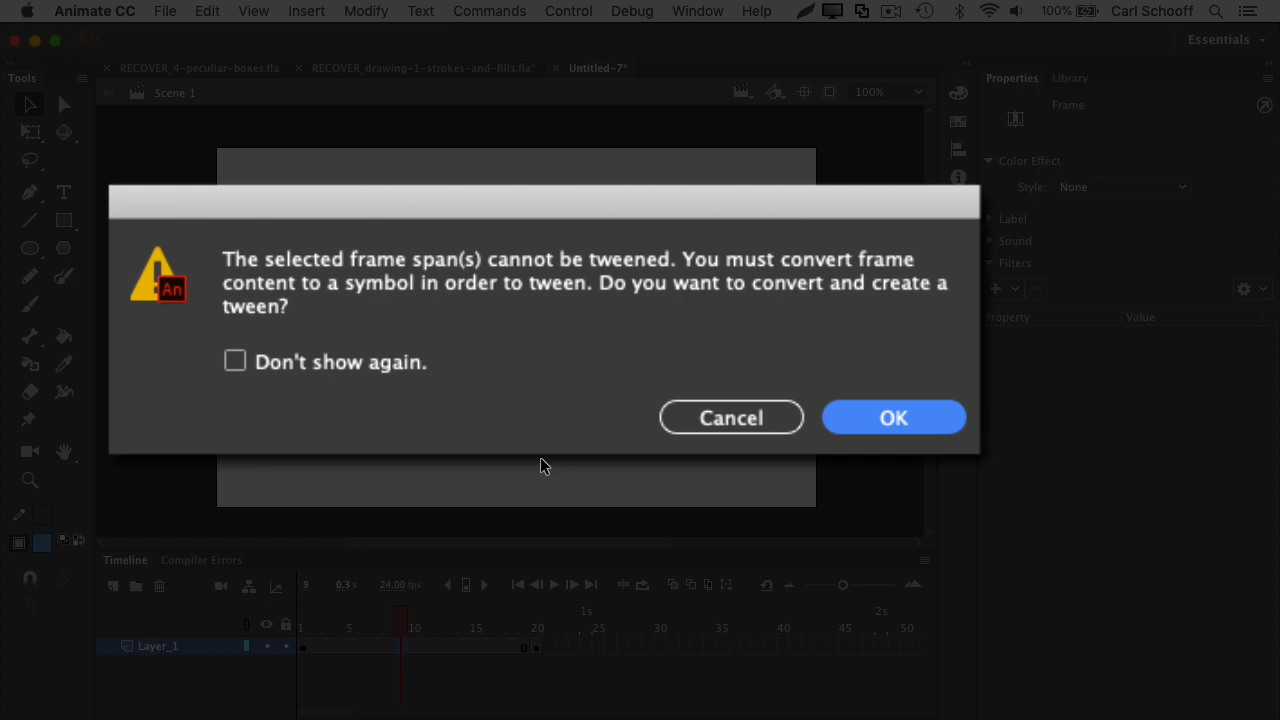 Animate CC File Edit View Insert Modify Text Commands Control Debug Window Help 100% Carl Schooff
An Essentials
RECOVER_4-peculiar-boxes.fla RECOVER_drawing-1-strokes-and-fills.fla* Untitled-7*
Tools Properties Library
Scene 1 100%
Frame
Color Effect
Style: None
Label
Sound
Filters
Property Value
The selected frame span(s) cannot be tweened. You must convert frame
content to a symbol in order to tween. Do you want to convert and create a
tween?
An
Don't show again.
Cancel OK
Timeline Compiler Errors
9 0.3 s 24.00 fps
1s 2s
1 5 10 15 20 25 30 35 40 45 50
Layer_1